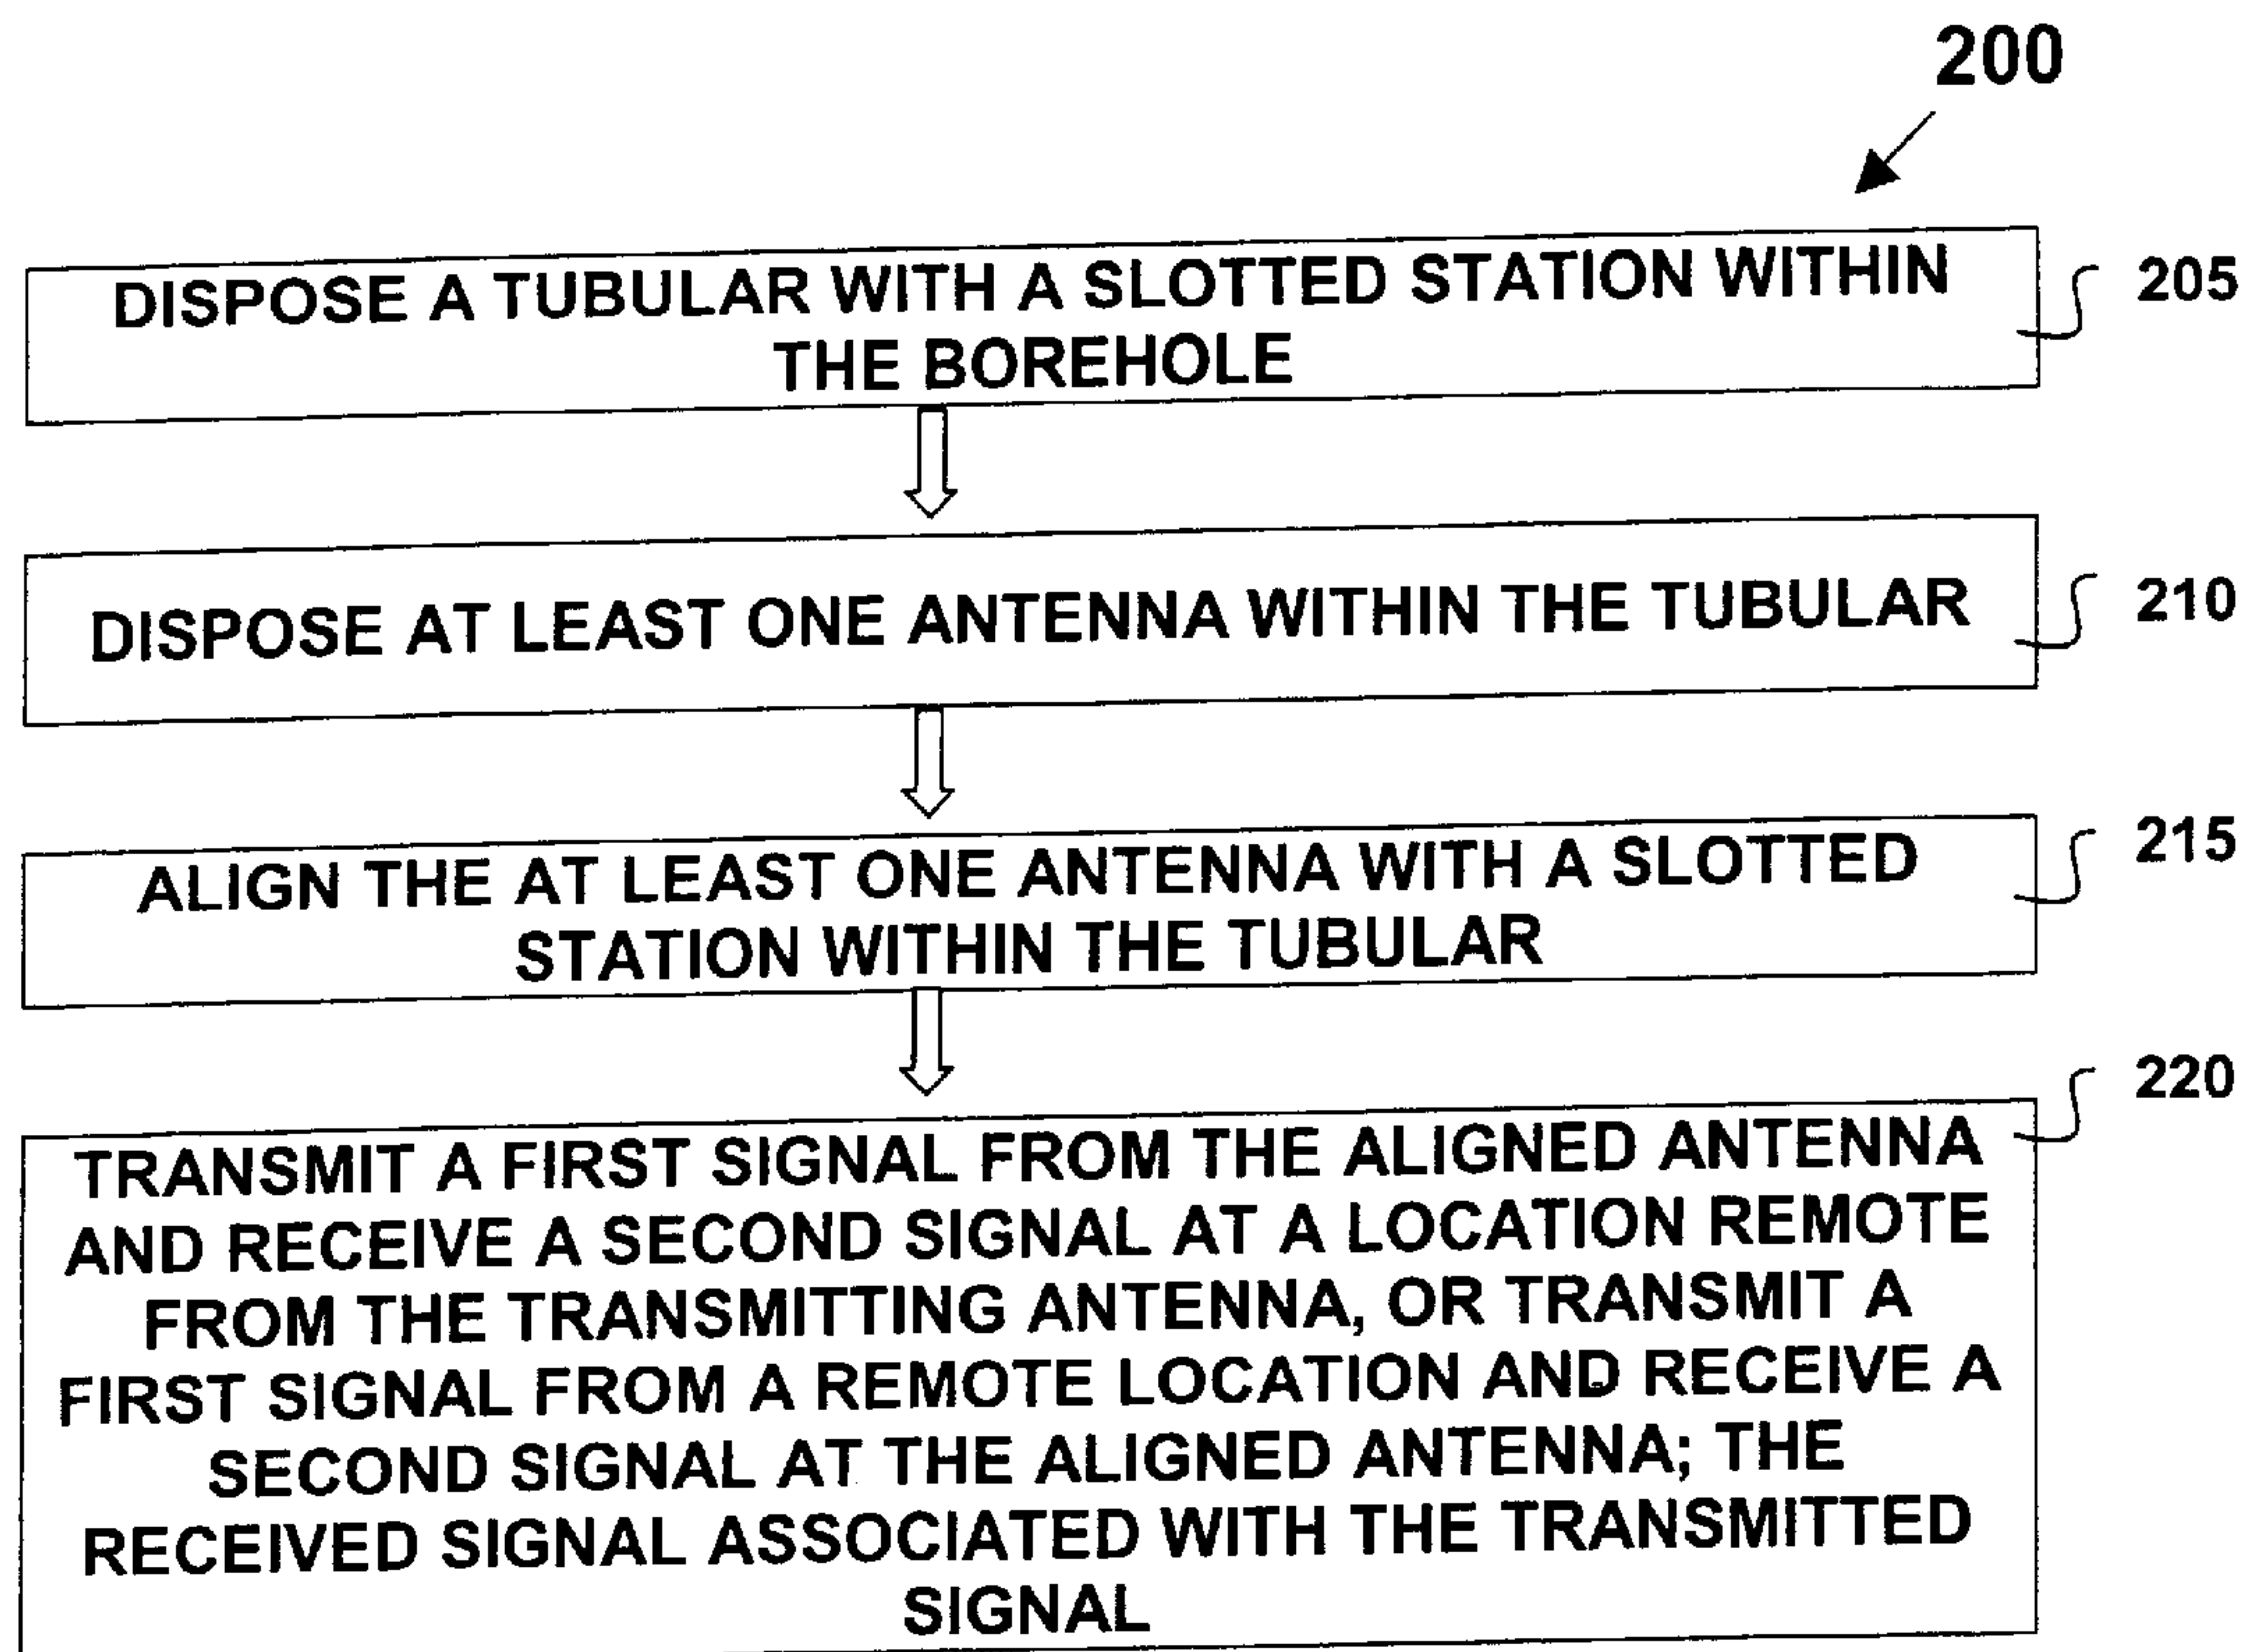 200
DISPOSE A TUBULAR WITH A SLOTTED STATION WITHIN
THE BOREHOLE
205
DISPOSE AT LEAST ONE ANTENNA WITHIN THE TUBULAR
210
ALIGN THE AT LEAST ONE ANTENNA WITH A SLOTTED
STATION WITHIN THE TUBULAR
215
TRANSMIT A FIRST SIGNAL FROM THE ALIGNED ANTENNA
AND RECEIVE A SECOND SIGNAL AT A LOCATION REMOTE
FROM THE TRANSMITTING ANTENNA, OR TRANSMIT A
FIRST SIGNAL FROM A REMOTE LOCATION AND RECEIVE A
SECOND SIGNAL AT THE ALIGNED ANTENNA; THE
RECEIVED SIGNAL ASSOCIATED WITH THE TRANSMITTED
SIGNAL
220